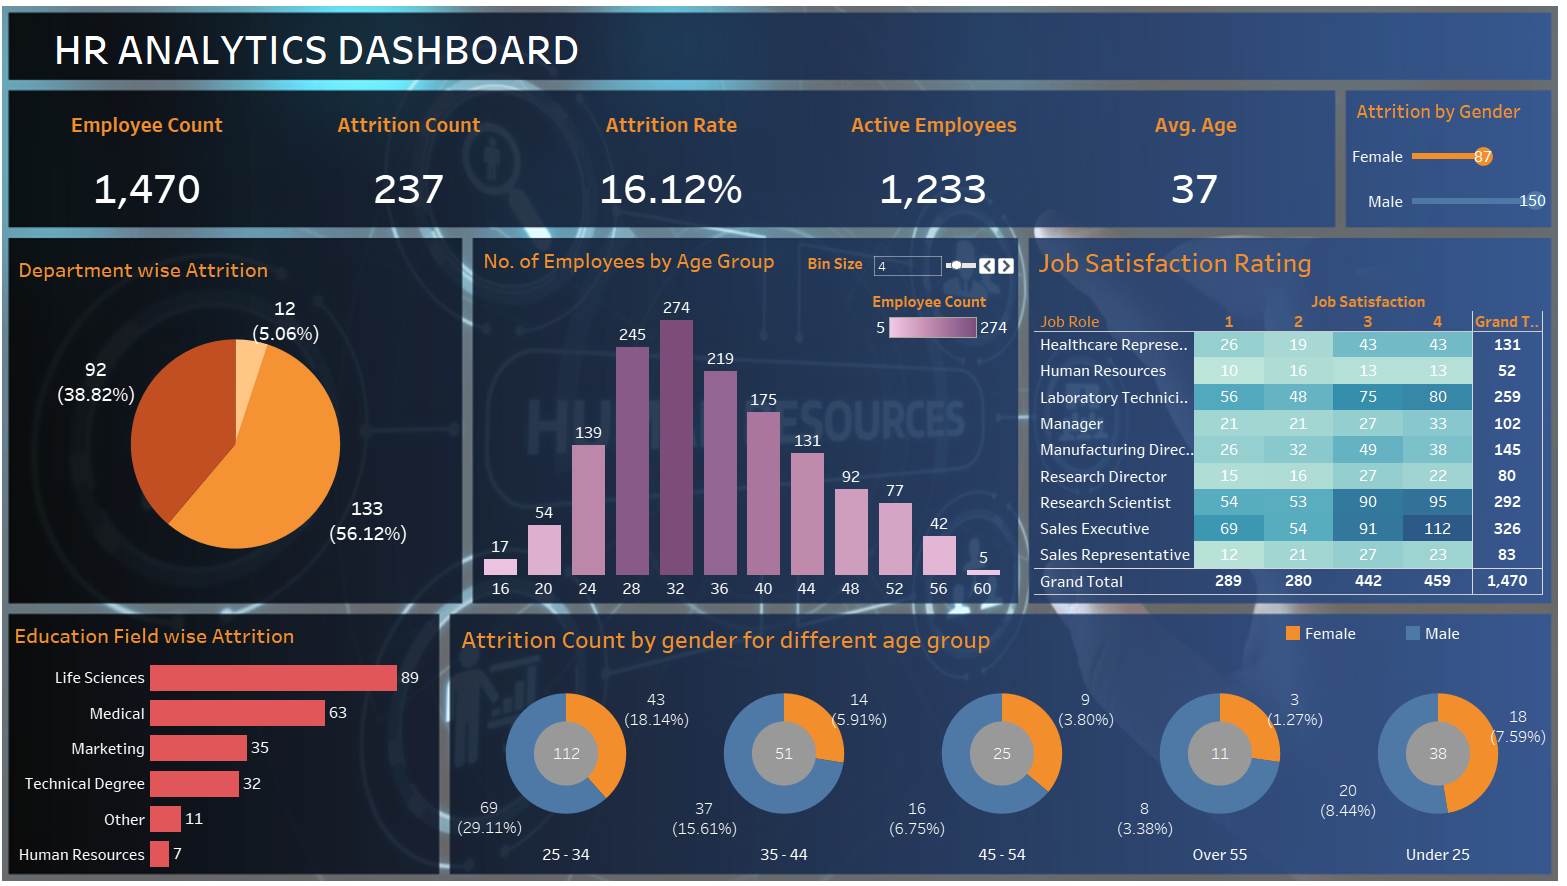 HR ANALYTICS DASHBOARD
Employee Count
Attrition Count
Attrition Rate
Active Employees
Avg. Age
1,470
237
16.12%
1,233
37
Attrition by Gender
Female
87
Male
150
Department wise Attrition
12
(5.06%)
92
(38.82%)
133
(56.12%)
No. of Employees by Age Group
Bin Size
4
Employee Count
5
274
17
54
139
245
274
219
175
131
92
77
42
5
16 20 24 28 32 36 40 44 48 52 56 60
HUMAN RESOURCES
Job Satisfaction Rating
Job Satisfaction
Job Role 1 2 3 4 Grand T..
Healthcare Represe.. 26 19 43 43 131
Human Resources 10 16 13 13 52
Laboratory Technici.. 56 48 75 80 259
Manager 21 21 27 33 102
Manufacturing Direc.. 26 32 49 38 145
Research Director 15 16 27 22 80
Research Scientist 54 53 90 95 292
Sales Executive 69 54 91 112 326
Sales Representative 12 21 27 23 83
Grand Total 289 280 442 459 1,470
Education Field wise Attrition
Life Sciences 89
Medical 63
Marketing 35
Technical Degree 32
Other 11
Human Resources 7
Attrition Count by gender for different age group
Female
Male
43
(18.14%)
112
69
(29.11%)
25 - 34
14
(5.91%)
51
37
(15.61%)
35 - 44
9
(3.80%)
25
16
(6.75%)
45 - 54
3
(1.27%)
11
8
(3.38%)
Over 55
18
(7.59%)
38
20
(8.44%)
Under 25